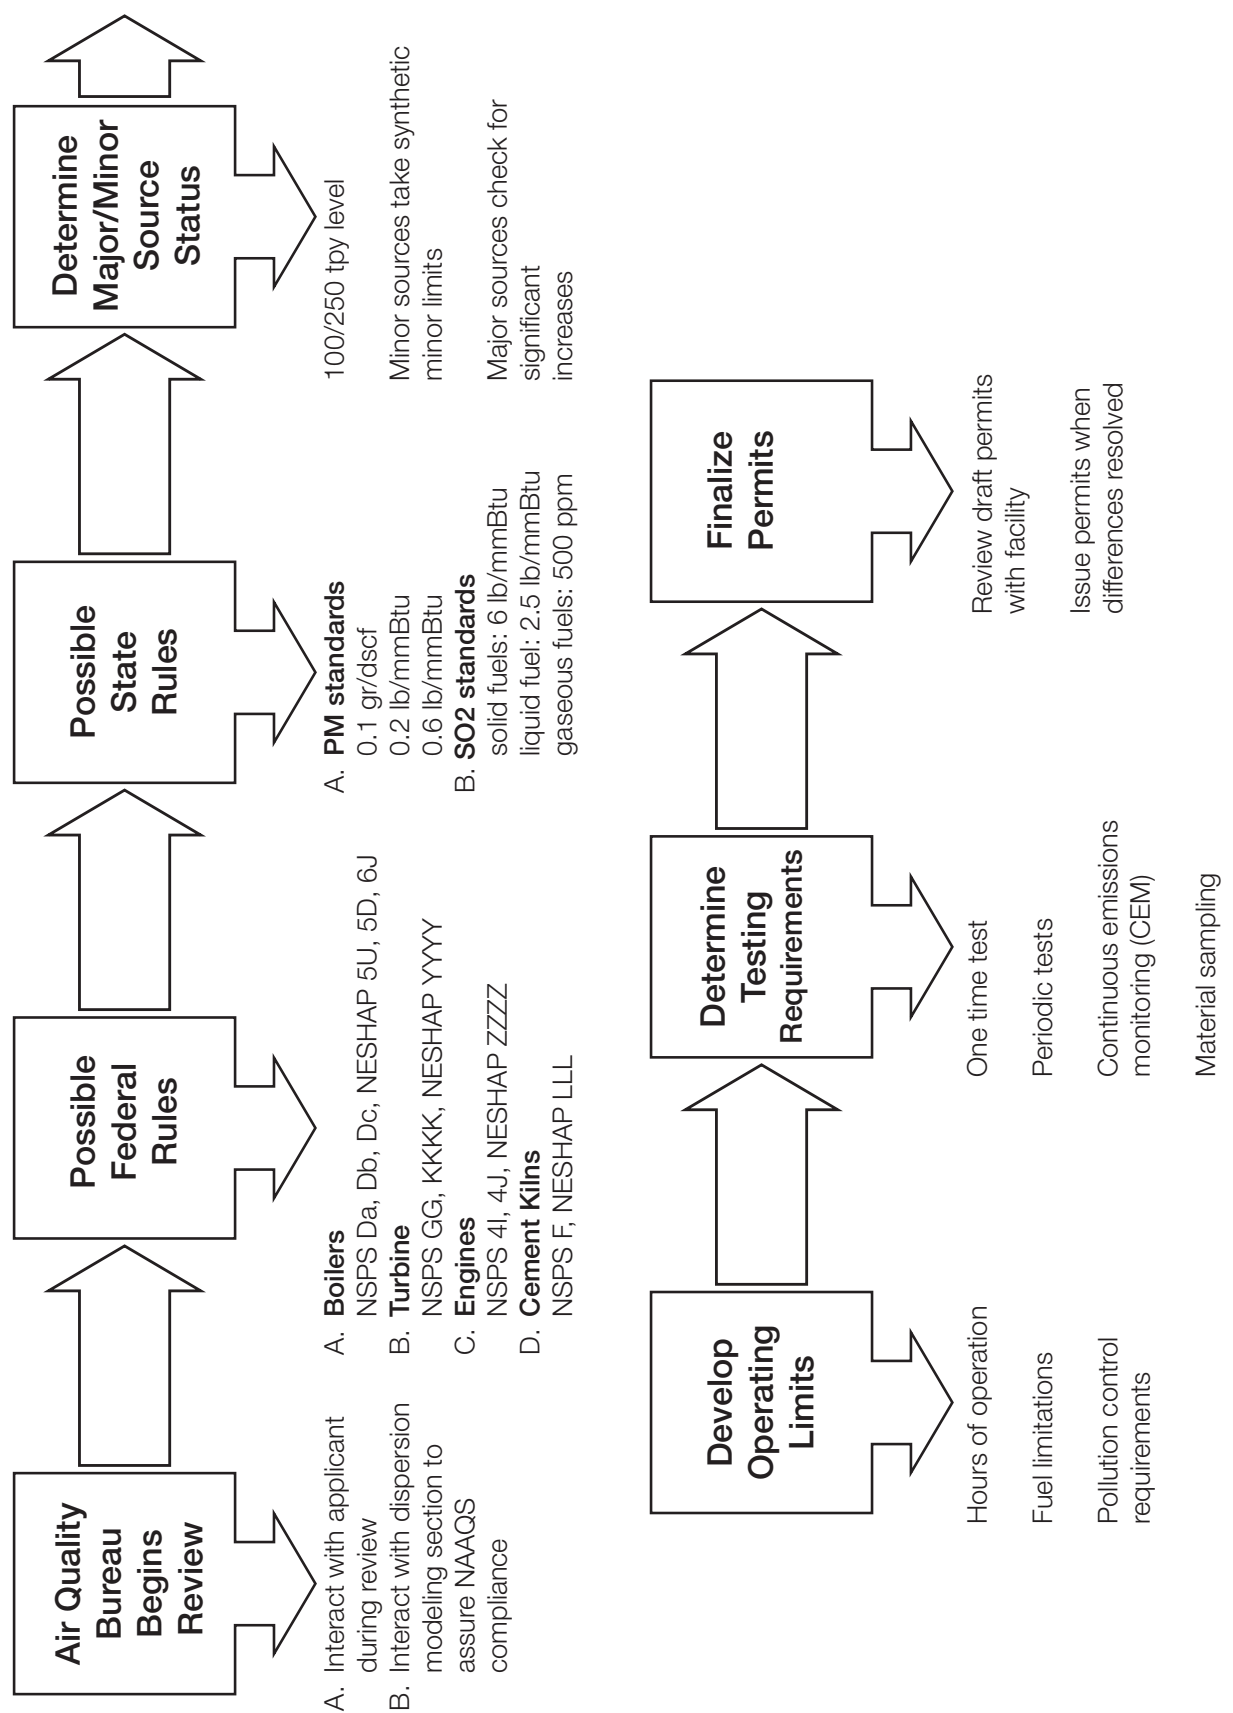 Air Quality
Bureau
Begins
Review
A. Interact with applicant
during review
B. Interact with dispersion
modeling section to
assure NAAQS
compliance
Possible
Federal
Rules
A. Boilers
NSPS Da, Db, Dc, NESHAP 5U, 5D, 6J
B. Turbine
NSPS GG, KKKK, NESHAP YYYY
C. Engines
NSPS 4I, 4J, NESHAP ZZZZ
D. Cement Kilns
NSPS F, NESHAP LLL
Possible
State
Rules
A. PM standards
0.1 gr/dscf
0.2 lb/mmBtu
0.6 lb/mmBtu
B. SO2 standards
solid fuels: 6 lb/mmBtu
liquid fuel: 2.5 lb/mmBtu
gaseous fuels: 500 ppm
Determine
Major/Minor
Source
Status
100/250 tpy level
Minor sources take synthetic
minor limits
Major sources check for
significant
increases
Develop
Operating
Limits
Hours of operation
Fuel limitations
Pollution control
requirements
Determine
Testing
Requirements
One time test
Periodic tests
Continuous emissions
monitoring (CEM)
Material sampling
Finalize
Permits
Review draft permits
with facility
Issue permits when
differences resolved